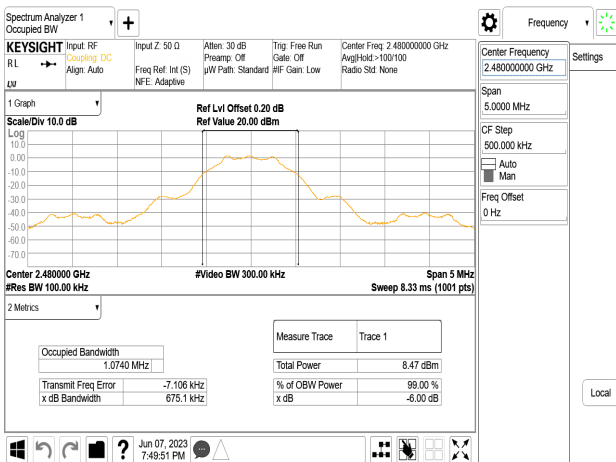 Spectrum Analyzer 1
Occupied BW
Frequency
KEYSIGHT
RL
Input: RF
Coupling: DC
Align: Auto
Input Z: 50 Ω
Freq Ref: Int (S)
NFE: Adaptive
Atten: 30 dB
Preamp: Off
µW Path: Standard
Trig: Free Run
Gate: Off
#IF Gain: Low
Center Freq: 2.480000000 GHz
Avg|Hold:>100/100
Radio Std: None
Center Frequency
2.480000000 GHz
Settings
Span
5.0000 MHz
CF Step
500.000 kHz
Auto
Man
Freq Offset
0 Hz
Local
1 Graph
Scale/Div 10.0 dB
Ref Lvl Offset 0.20 dB
Ref Value 20.00 dBm
Log
10.0
0.00
-10.0
-20.0
-30.0
-40.0
-50.0
-60.0
-70.0
Center 2.480000 GHz
#Res BW 100.00 kHz
#Video BW 300.00 kHz
Span 5 MHz
Sweep 8.33 ms (1001 pts)
2 Metrics
Measure Trace Trace 1
Occupied Bandwidth
1.0740 MHz
Total Power 8.47 dBm
Transmit Freq Error -7.106 kHz
% of OBW Power 99.00 %
x dB Bandwidth 675.1 kHz
x dB -6.00 dB
?
Jun 07, 2023
7:49:51 PM